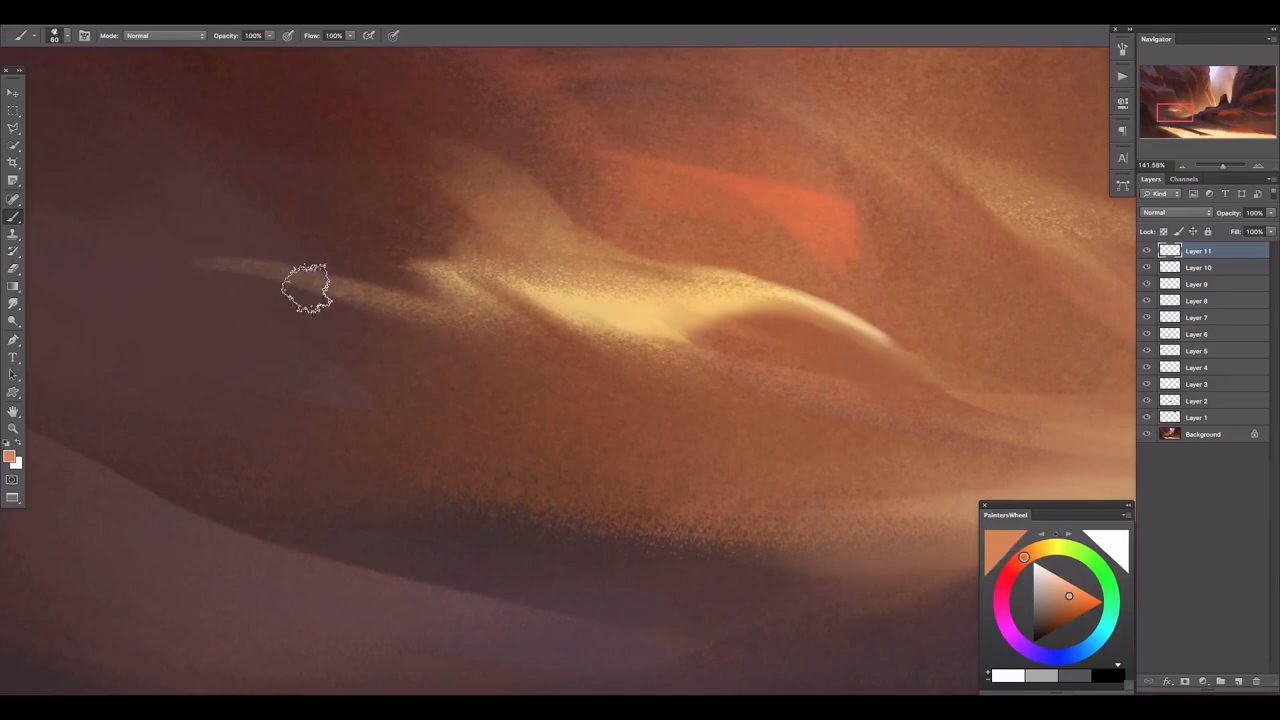 60 Mode: Normal Opacity: 100% Flow: 100%
Navigator
141.58%
Layers Channels
Kind
Normal Opacity: 100%
Lock: Fill: 100%
Layer 11
Layer 10
Layer 9
Layer 8
Layer 7
Layer 6
Layer 5
Layer 4
Layer 3
Layer 2
Layer 1
Background
PaintersWheel